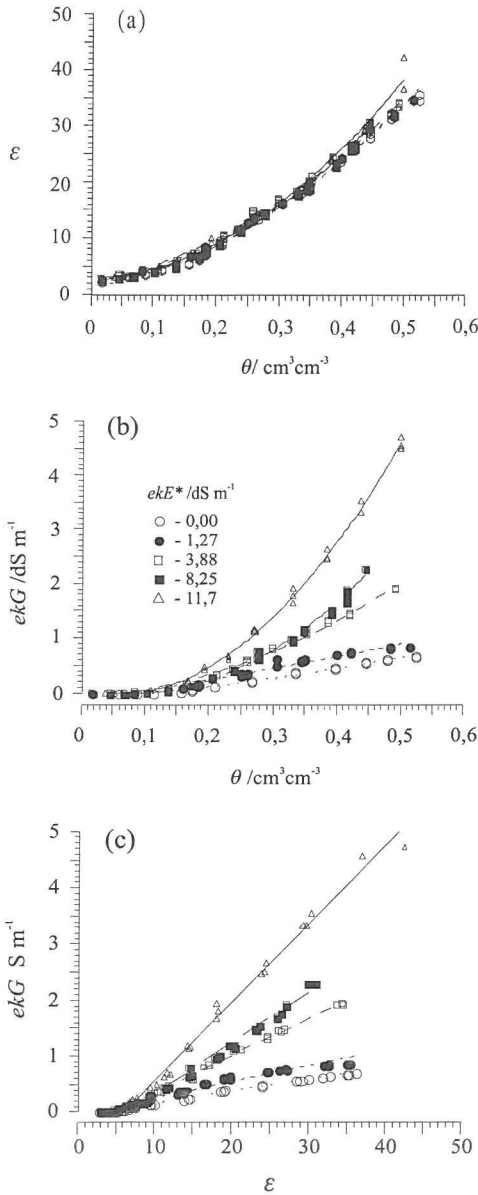 (a)
50
40
ε
30
20
10
0
0 0,1 0,2 0,3 0,4 0,5 0,6
θ/ cm³cm⁻³
(b)
5
ekE* /dS m⁻¹
4
- 0,00
- 1,27
3
- 3,88
- 8,25
2
- 11,7
1
0
ekG /dS m⁻¹
0 0,1 0,2 0,3 0,4 0,5 0,6
θ /cm³cm⁻³
(c)
5
4
3
2
1
0
ekG S m⁻¹
0 10 20 30 40 50
ε